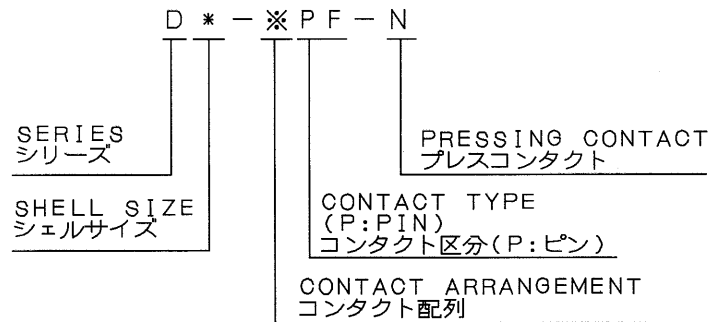 D * - ※ P F - N
SERIES
シリーズ
PRESSING CONTACT
プレスコンタクト
SHELL SIZE
シェルサイズ
CONTACT TYPE
(P:PIN)
コンタクト区分(P:ピン)
CONTACT ARRANGEMENT
コンタクト配列